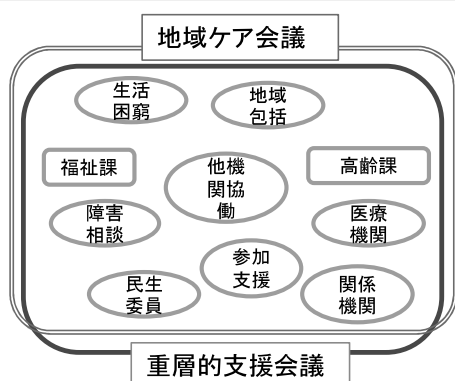 地域ケア会議
生活
困窮
地域
包括
福祉課
他機
関協
働
高齢課
障害
相談
医療
機関
参加
支援
民生
委員
関係
機関
重層的支援会議